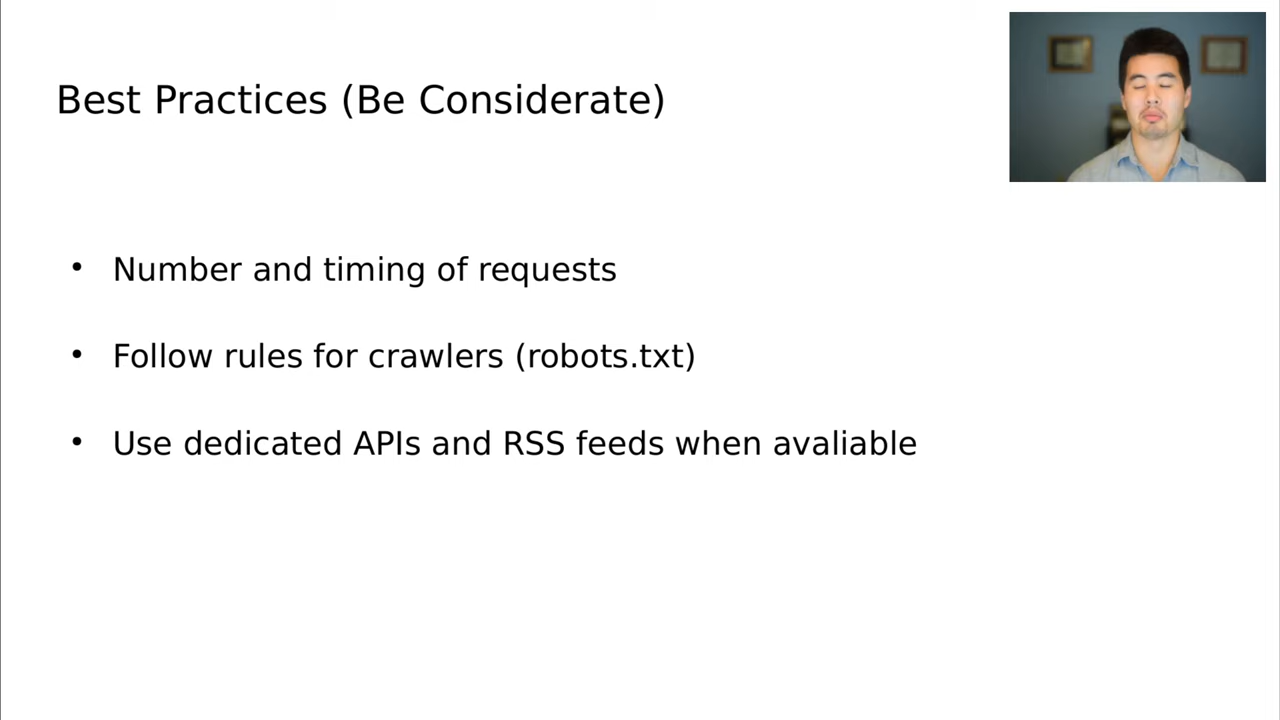 Best Practices (Be Considerate)
• Number and timing of requests
• Follow rules for crawlers (robots.txt)
• Use dedicated APIs and RSS feeds when avaliable